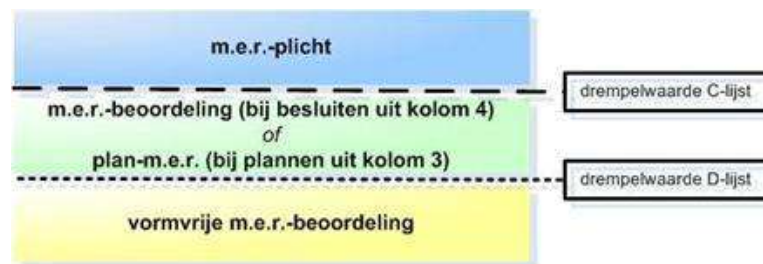 m.e.r.-plicht
drempelwaarde C-lijst
m.e.r.-beoordeling (bij besluiten uit kolom 4)
of
plan-m.e.r. (bij plannen uit kolom 3)
drempelwaarde D-lijst
vormvrije m.e.r.-beoordeling